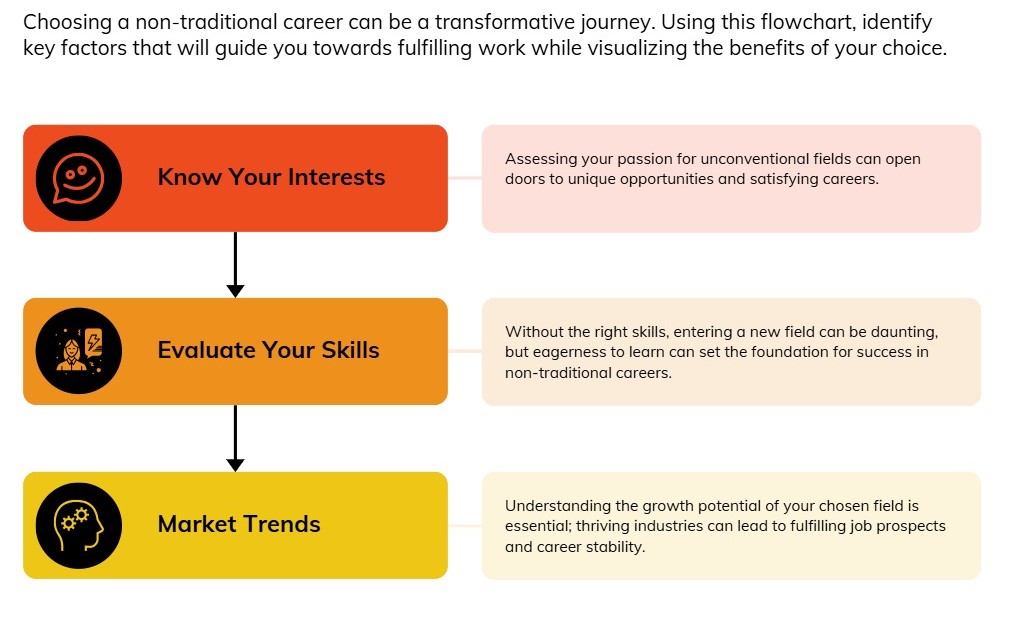 Choosing a non-traditional career can be a transformative journey. Using this flowchart, identify
key factors that will guide you towards fulfilling work while visualizing the benefits of your choice.
Know Your Interests
Assessing your passion for unconventional fields can open
doors to unique opportunities and satisfying careers.
Evaluate Your Skills
Without the right skills, entering a new field can be daunting,
but eagerness to learn can set the foundation for success in
non-traditional careers.
Market Trends
Understanding the growth potential of your chosen field is
essential; thriving industries can lead to fulfilling job prospects
and career stability.